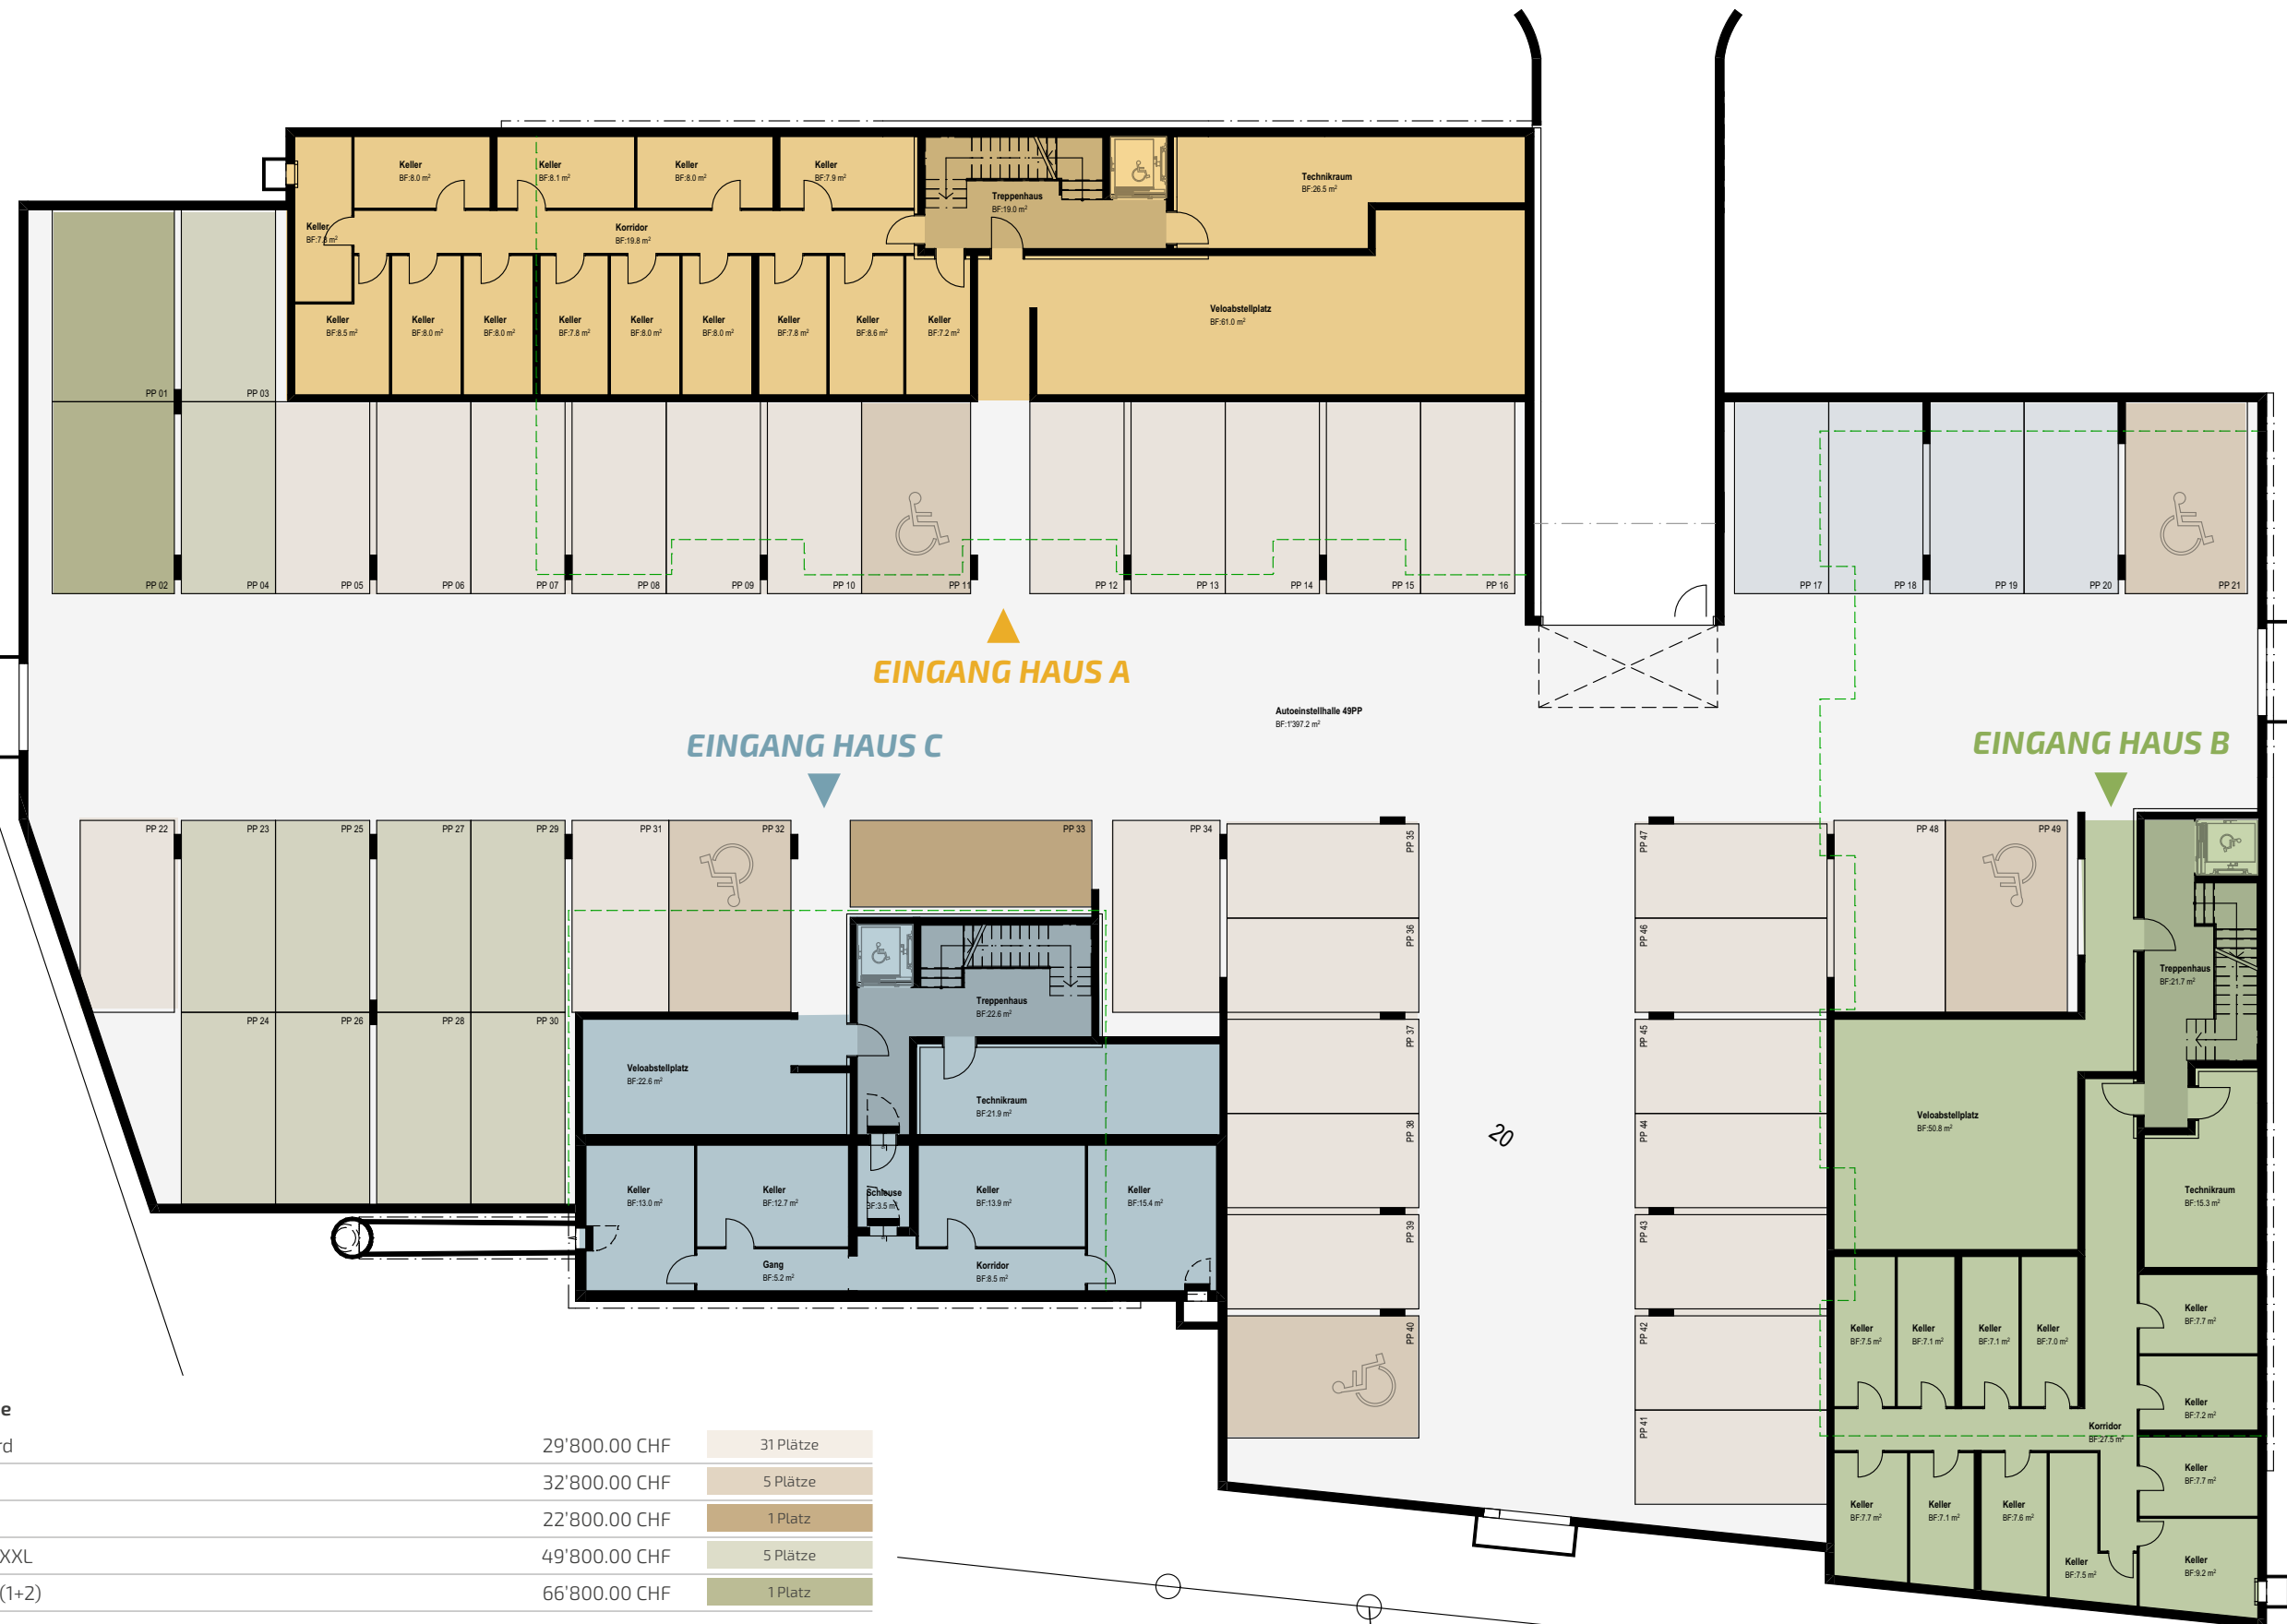 Keller
BF:8.0 m²
Keller
BF:8.1 m²
Keller
BF:8.0 m²
Keller
BF:7.9 m²
Technikraum
BF:26.5 m²
Treppenhaus
BF:19.0 m²
Keller
Korridor
BF:19.8 m²
Veloabstellplatz
BF:61.0 m²
Keller
BF:8.5 m²
Keller
BF:8.0 m²
Keller
BF:8.0 m²
Keller
BF:7.8 m²
Keller
BF:8.0 m²
Keller
BF:8.0 m²
Keller
BF:7.8 m²
Keller
BF:8.6 m²
Keller
BF:7.2 m²
PP 01
PP 03
PP 02
PP 04
PP 05
PP 06
PP 07
PP 08
PP 09
PP 10
PP 11
PP 12
PP 13
PP 14
PP 15
PP 16
PP 17
PP 18
PP 19
PP 20
PP 21
EINGANG HAUS A
Autoeinstellhalle 49PP
BF:1'397.2 m²
EINGANG HAUS C
EINGANG HAUS B
PP 22
PP 23
PP 25
PP 27
PP 29
PP 31
PP 32
PP 33
PP 34
PP 35
PP 47
PP 48
PP 49
PP 36
PP 46
Treppenhaus
BF:21.7 m²
Treppenhaus
BF:22.6 m²
PP 24
PP 26
PP 28
PP 30
PP 37
PP 45
Veloabstellplatz
BF:22.6 m²
Technikraum
BF:21.9 m²
Veloabstellplatz
BF:50.8 m²
PP 38
20
PP 44
Keller
BF:13.0 m²
Keller
BF:12.7 m²
Schleuse
BF:3.5 m²
Keller
BF:13.9 m²
Keller
BF:15.4 m²
Technikraum
BF:15.3 m²
PP 39
PP 43
Gang
BF:5.2 m²
Korridor
BF:8.5 m²
PP 40
PP 42
Keller
BF:7.5 m²
Keller
BF:7.1 m²
Keller
BF:7.1 m²
Keller
BF:7.0 m²
Keller
BF:7.7 m²
Keller
BF:7.2 m²
PP 41
Korridor
BF:27.5 m²
Keller
BF:7.7 m²
Keller
BF:7.7 m²
Keller
BF:7.1 m²
Keller
BF:7.6 m²
Keller
BF:7.5 m²
Keller
BF:9.2 m²
e
rd 29'800.00 CHF 31 Plätze
32'800.00 CHF 5 Plätze
22'800.00 CHF 1 Platz
XXL 49'800.00 CHF 5 Plätze
(1+2) 66'800.00 CHF 1 Platz